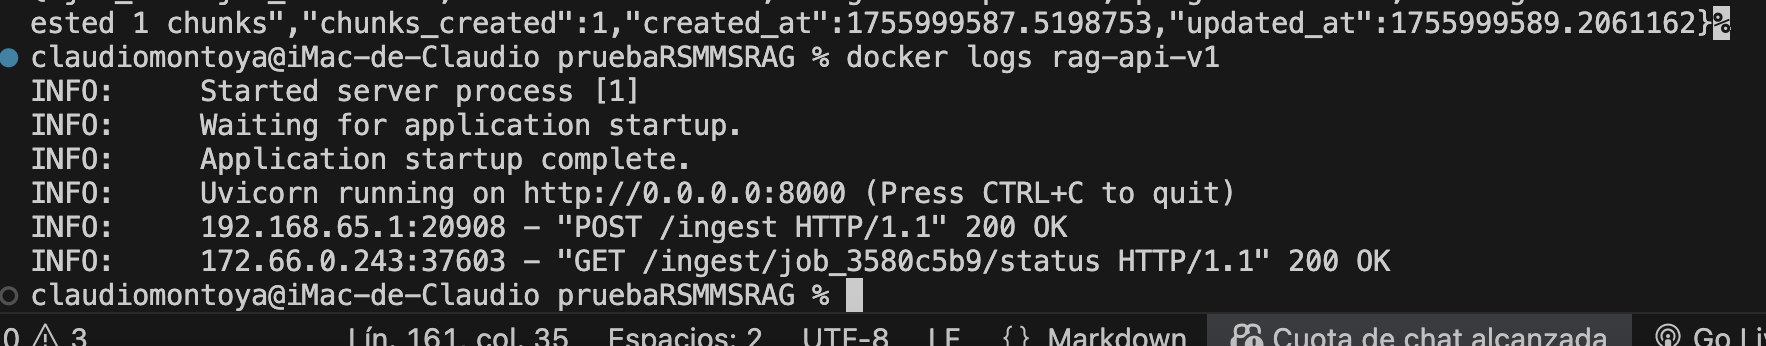 ested 1 chunks","chunks_created":1,"created_at":1755999587.5198753,"updated_at":1755999589.2061162}%
claudiomontoya@iMac-de-Claudio pruebaRSMMSRAG % docker logs rag-api-v1
INFO:     Started server process [1]
INFO:     Waiting for application startup.
INFO:     Application startup complete.
INFO:     Uvicorn running on http://0.0.0.0:8000 (Press CTRL+C to quit)
INFO:     192.168.65.1:20908 - "POST /ingest HTTP/1.1" 200 OK
INFO:     172.66.0.243:37603 - "GET /ingest/job_3580c5b9/status HTTP/1.1" 200 OK
claudiomontoya@iMac-de-Claudio pruebaRSMMSRAG %
0 3 Lín. 161, col. 35 Espacios: 2 UTF-8 LF {} Markdown Cuota de chat alcanzada Go Li